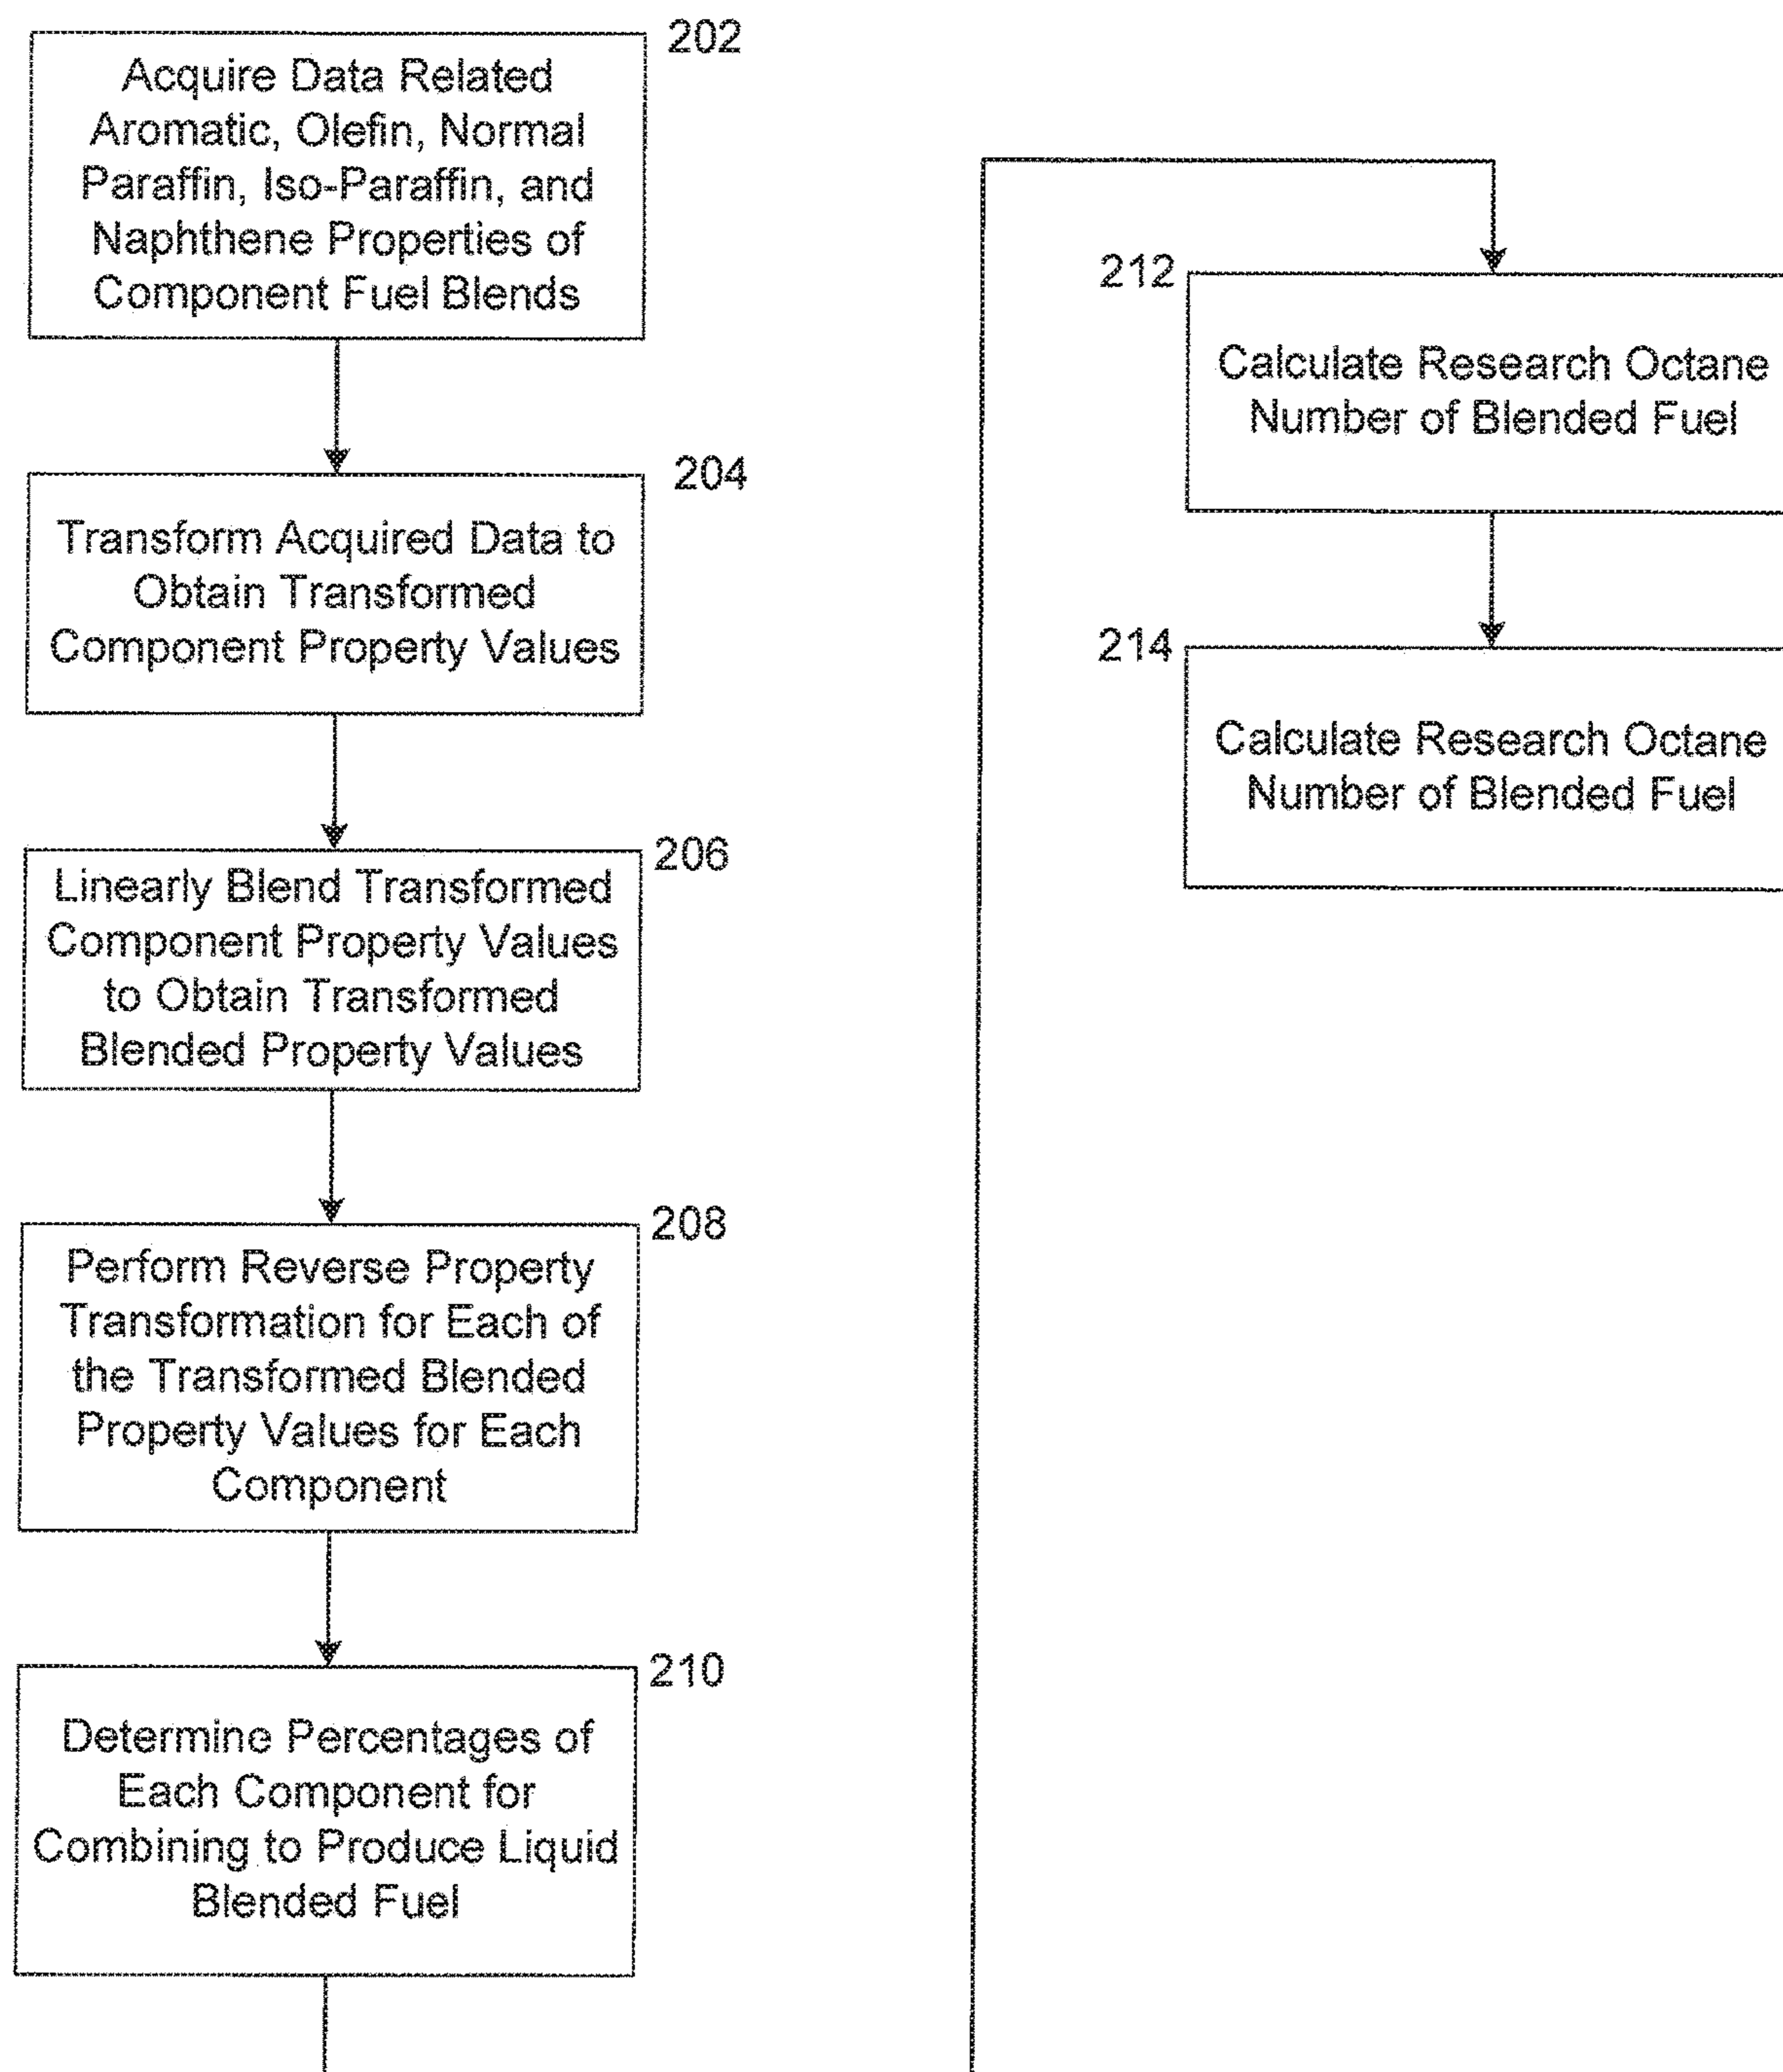 202
Acquire Data Related
Aromatic, Olefin, Normal
Paraffin, Iso-Paraffin, and
Naphthene Properties of
Component Fuel Blends
204
Transform Acquired Data to
Obtain Transformed
Component Property Values
206
Linearly Blend Transformed
Component Property Values
to Obtain Transformed
Blended Property Values
208
Perform Reverse Property
Transformation for Each of
the Transformed Blended
Property Values for Each
Component
210
Determine Percentages of
Each Component for
Combining to Produce Liquid
Blended Fuel
212
Calculate Research Octane
Number of Blended Fuel
214
Calculate Research Octane
Number of Blended Fuel